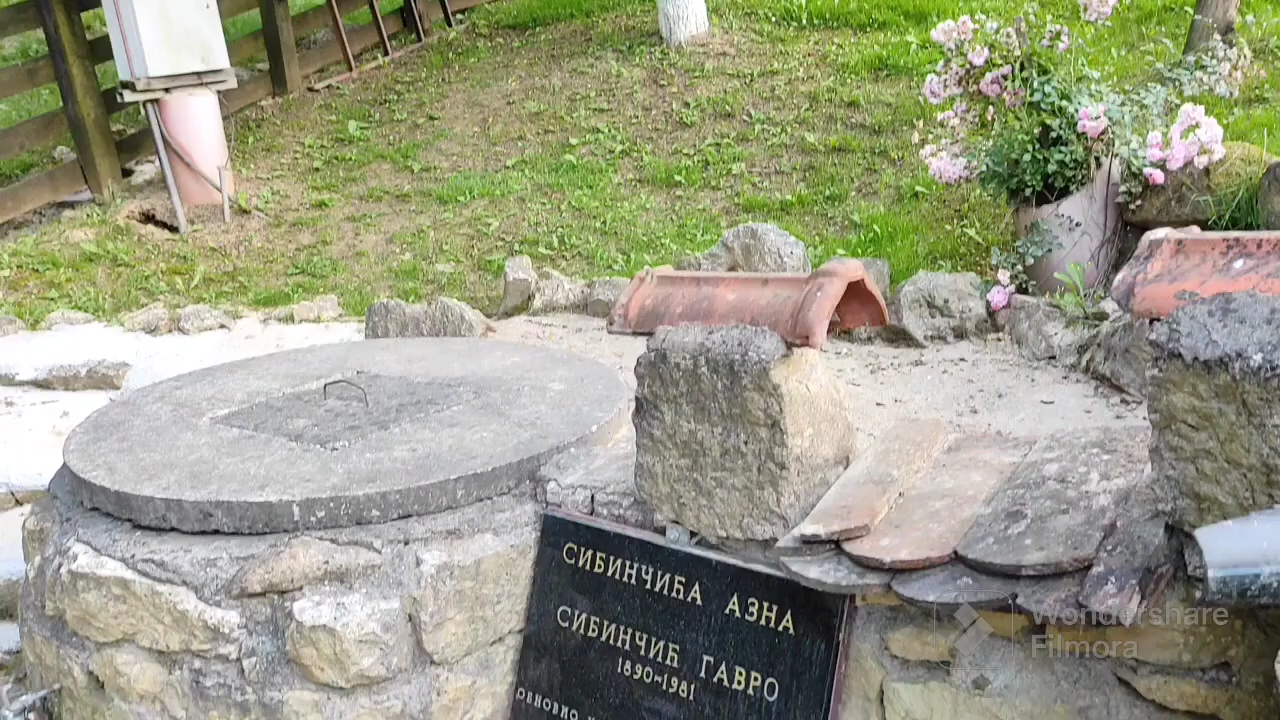 СИБИНЧИЋА АЗНА
СИБИНЧИЋ ГАВРО
1890-1981
Wondershare
Filmora